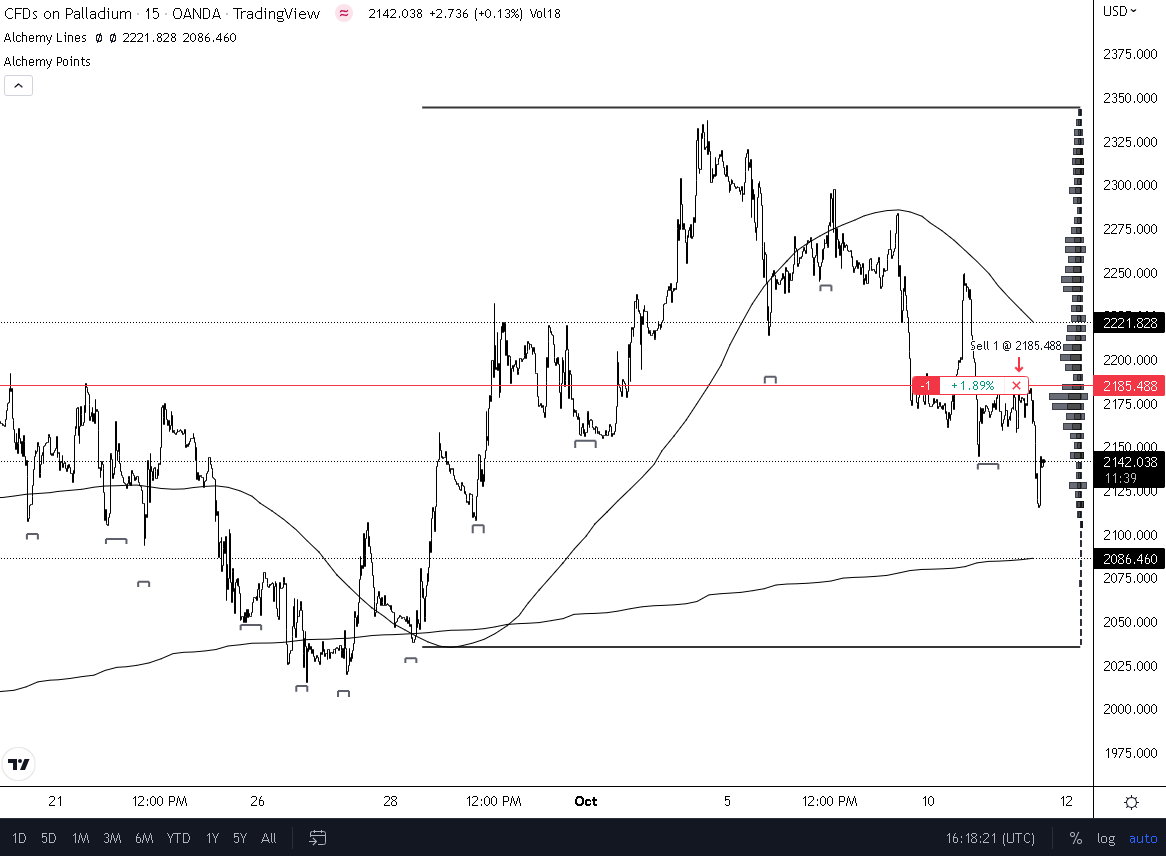 CFDs on Palladium · 15 · OANDA · TradingView ≈ 2142.038 +2.736 (+0.13%) Vol18
USD
Alchemy Lines ∅ ∅ 2221.828 2086.460
Alchemy Points
2375.000
2350.000
2325.000
2300.000
2275.000
2250.000
2221.828
Sell 1 @ 2185.488
2200.000
-1 +1.89% ×
2185.488
2175.000
2150.000
2142.038
11:39
2125.000
2100.000
2086.460
2075.000
2050.000
2025.000
2000.000
1975.000
21 12:00 PM 26 28 12:00 PM Oct 5 12:00 PM 10 12
1D 5D 1M 3M 6M YTD 1Y 5Y All 16:18:21 (UTC) % log auto